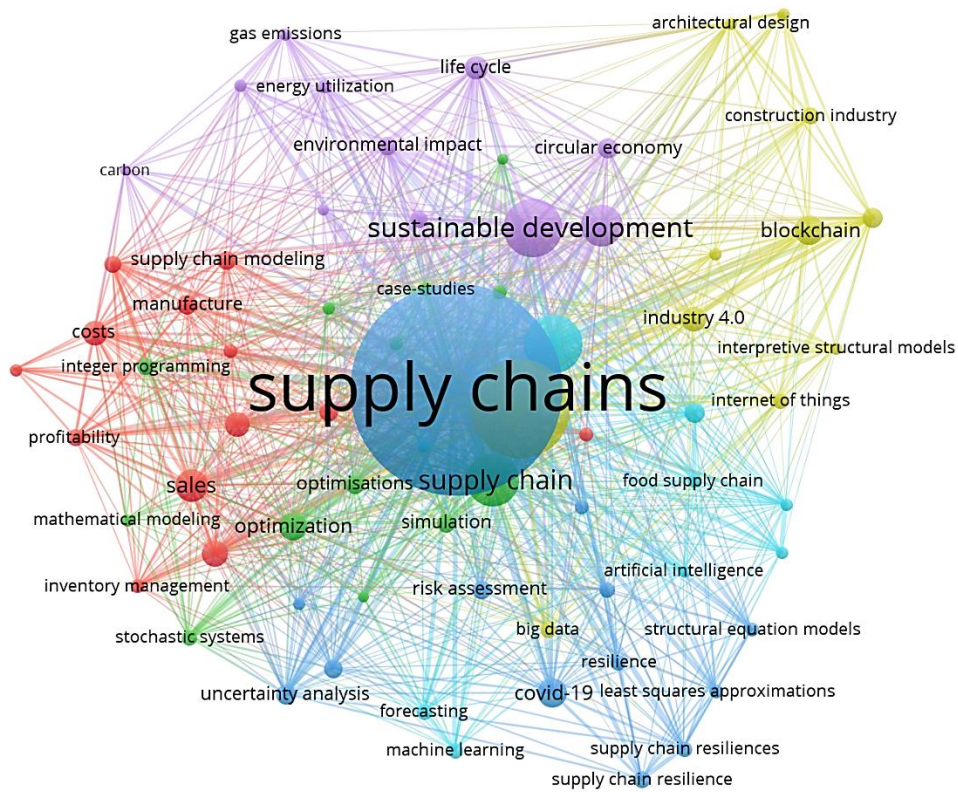 architectural design
gas emissions
life cycle
energy utilization
construction industry
environmental impact
circular economy
carbon
sustainable development
blockchain
supply chain modeling
case-studies
manufacture
industry 4.0
costs
interpretive structural models
integer programming
supply chains
internet of things
profitability
sales
optimisations
supply chain
food supply chain
mathematical modeling
optimization
simulation
artificial intelligence
inventory management
risk assessment
stochastic systems
big data
structural equation models
resilience
uncertainty analysis
covid-19
least squares approximations
forecasting
machine learning
supply chain resiliences
supply chain resilience